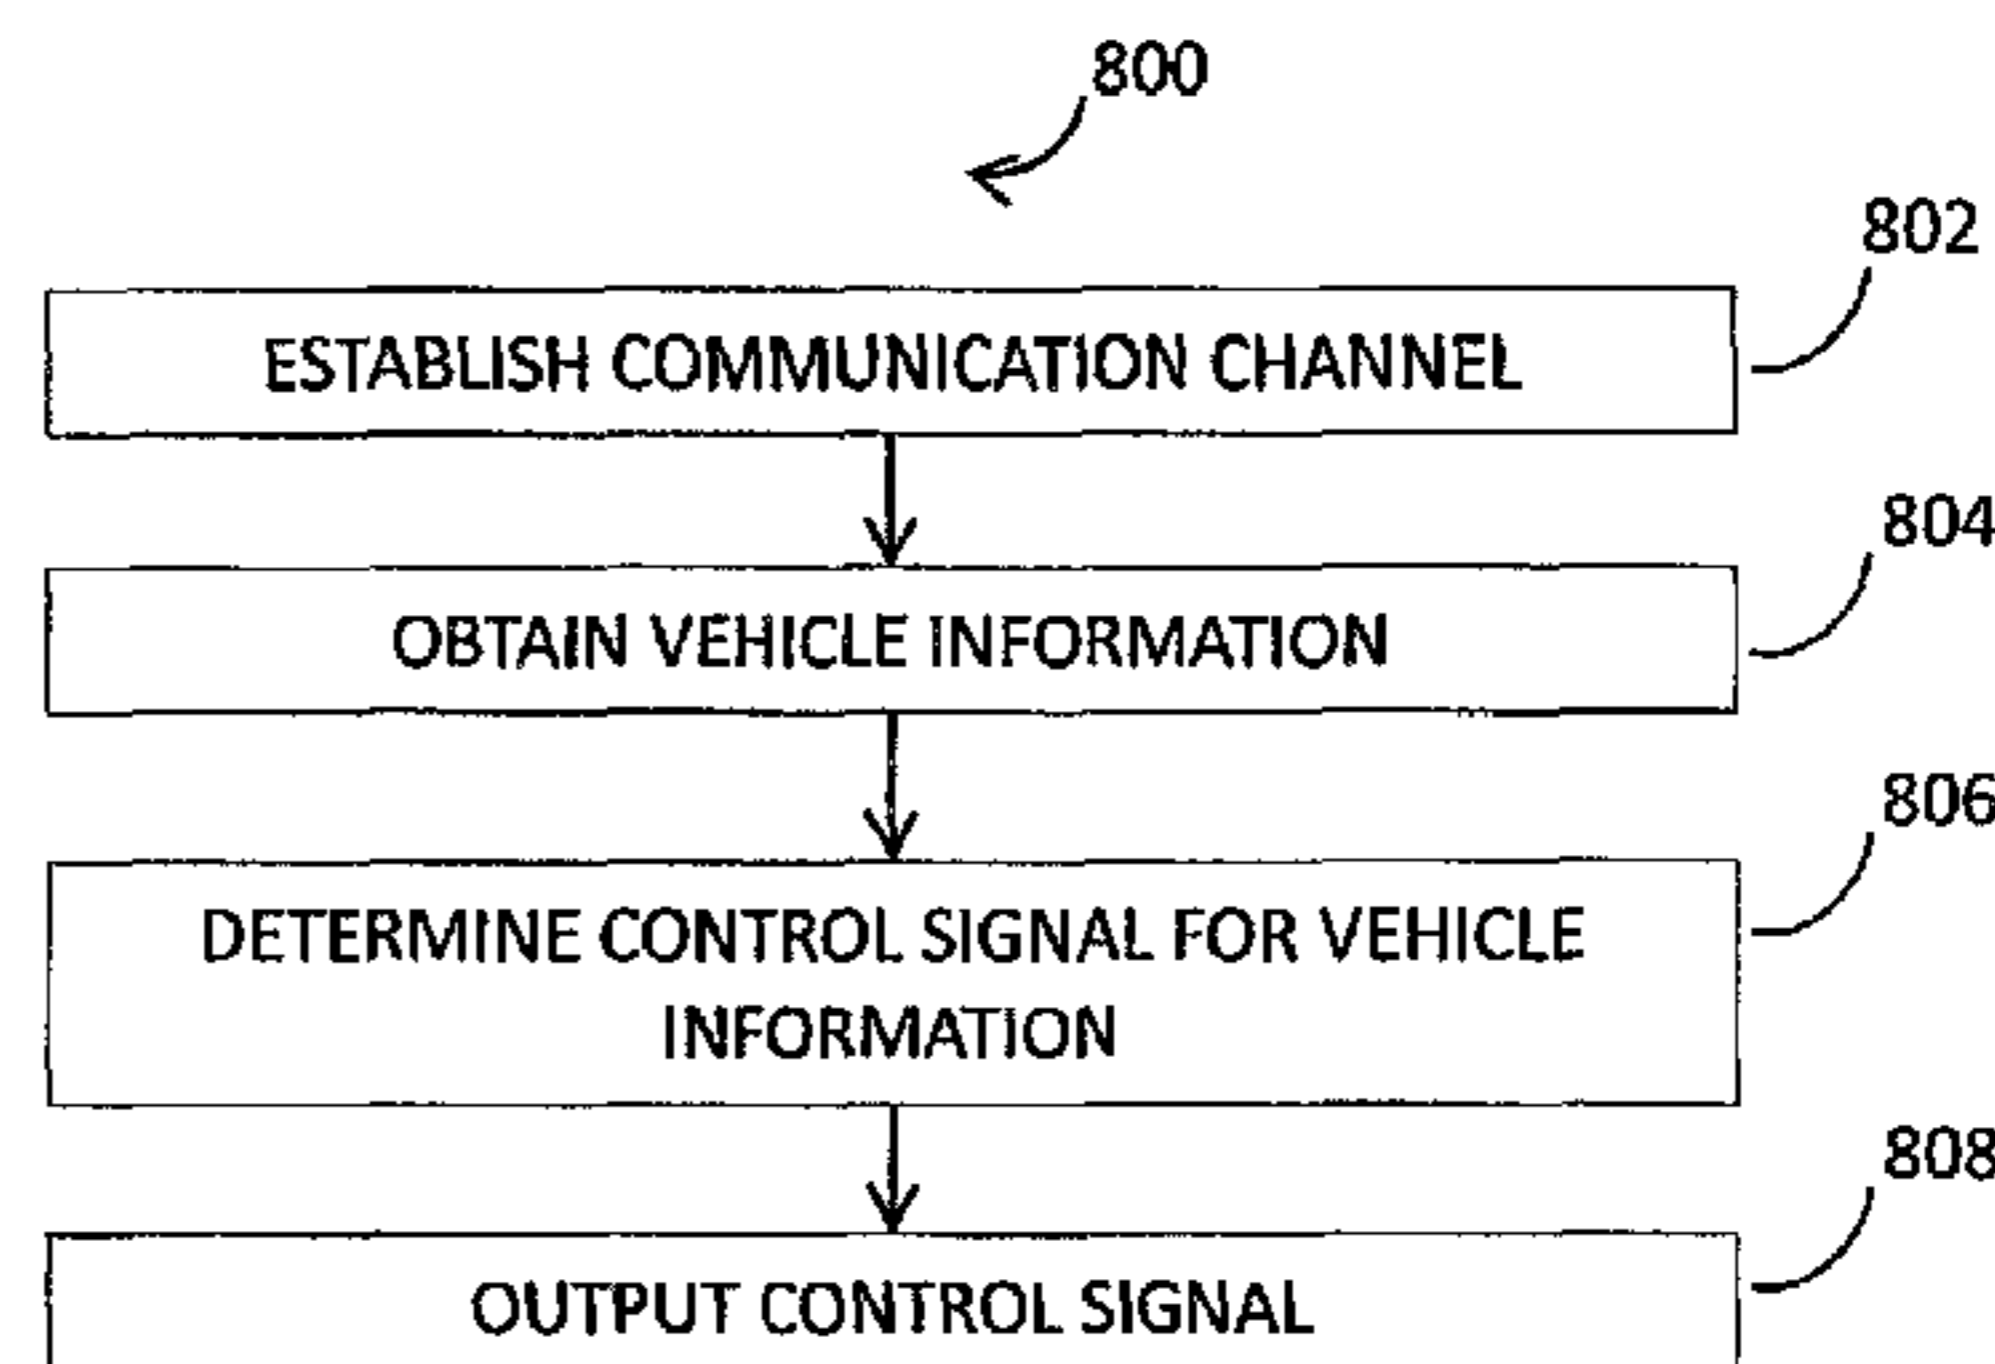 800
802
ESTABLISH COMMUNICATION CHANNEL
804
OBTAIN VEHICLE INFORMATION
806
DETERMINE CONTROL SIGNAL FOR VEHICLE
INFORMATION
808
OUTPUT CONTROL SIGNAL